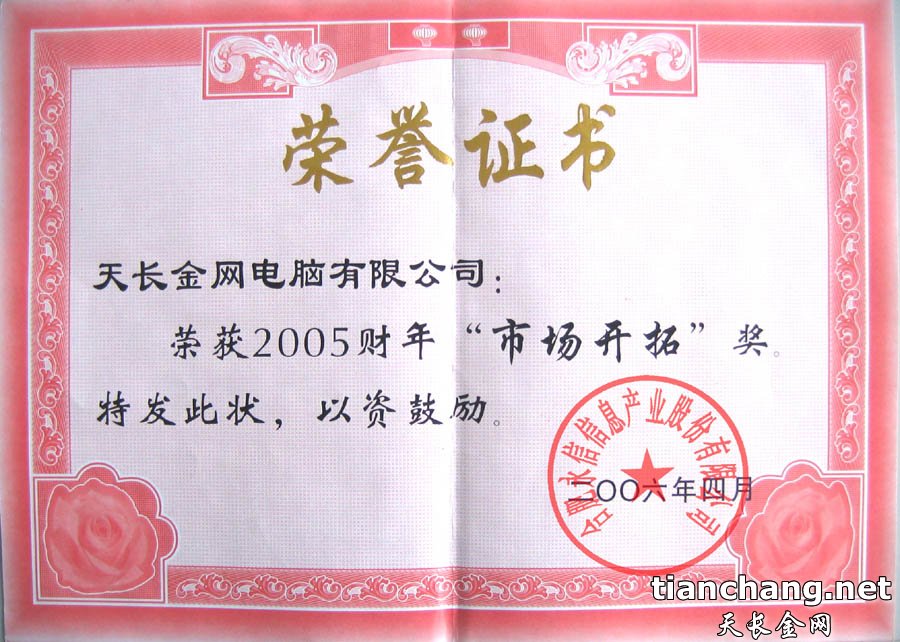 荣誉证书
天长金网电脑有限公司：
荣获2005财年“市场开拓”奖。
特发此状，以资鼓励。
合肥永信信息产业股份有限公司
二〇〇六年四月
tianchang.net
天长金网